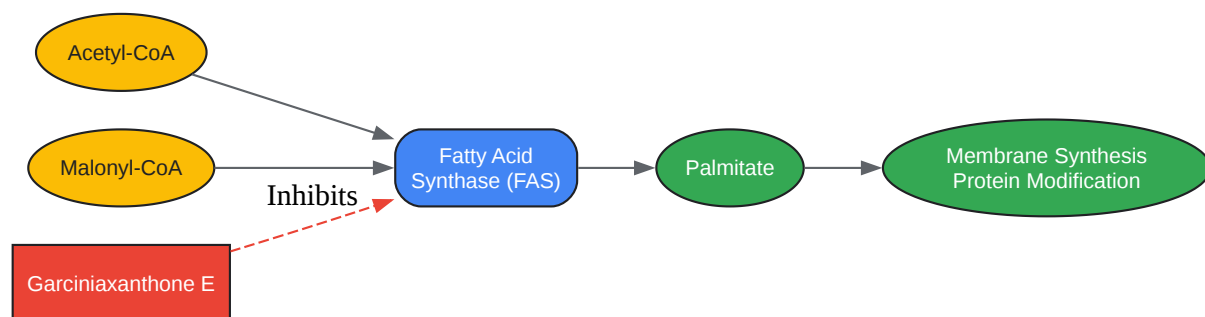 Acetyl-CoA
Malonyl-CoA
Inhibits
Garciniaxanthone E
Fatty Acid
Synthase (FAS)
Palmitate
Membrane Synthesis
Protein Modification